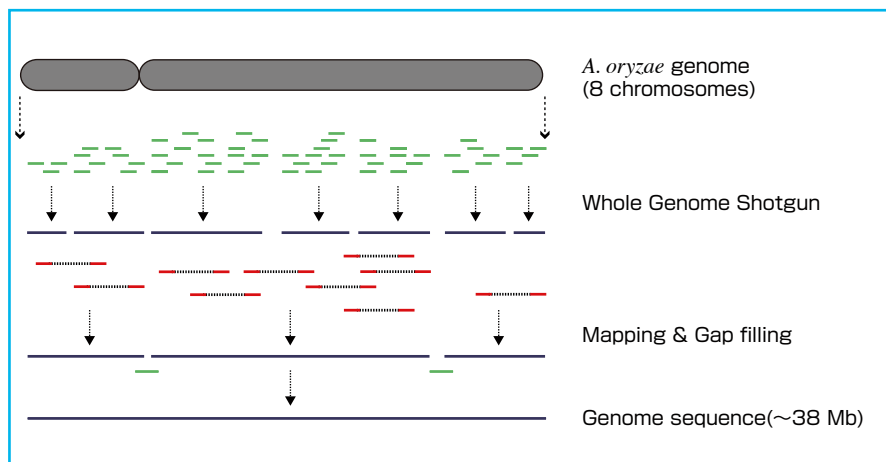 A. oryzae genome
(8 chromosomes)
Whole Genome Shotgun
Mapping & Gap filling
Genome sequence(～38 Mb)